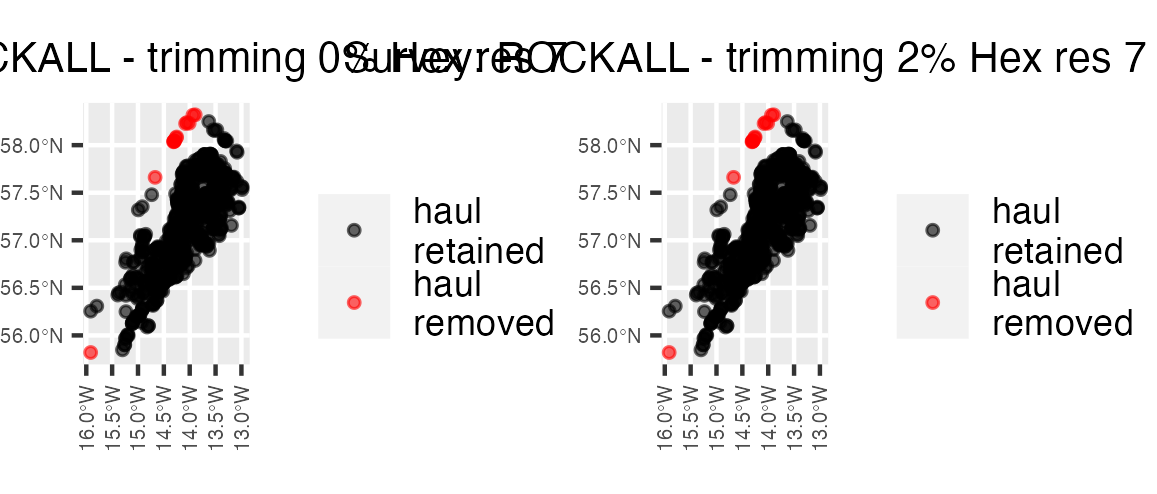 CKALL - trimming 0% Hex res 7
Survey: ROCKALL - trimming 2% Hex res 7
58.0°N
57.5°N
57.0°N
56.5°N
56.0°N
16.0°W
15.5°W
15.0°W
14.5°W
14.0°W
13.5°W
13.0°W
haul
retained
haul
removed
58.0°N
57.5°N
57.0°N
56.5°N
56.0°N
16.0°W
15.5°W
15.0°W
14.5°W
14.0°W
13.5°W
13.0°W
haul
retained
haul
removed